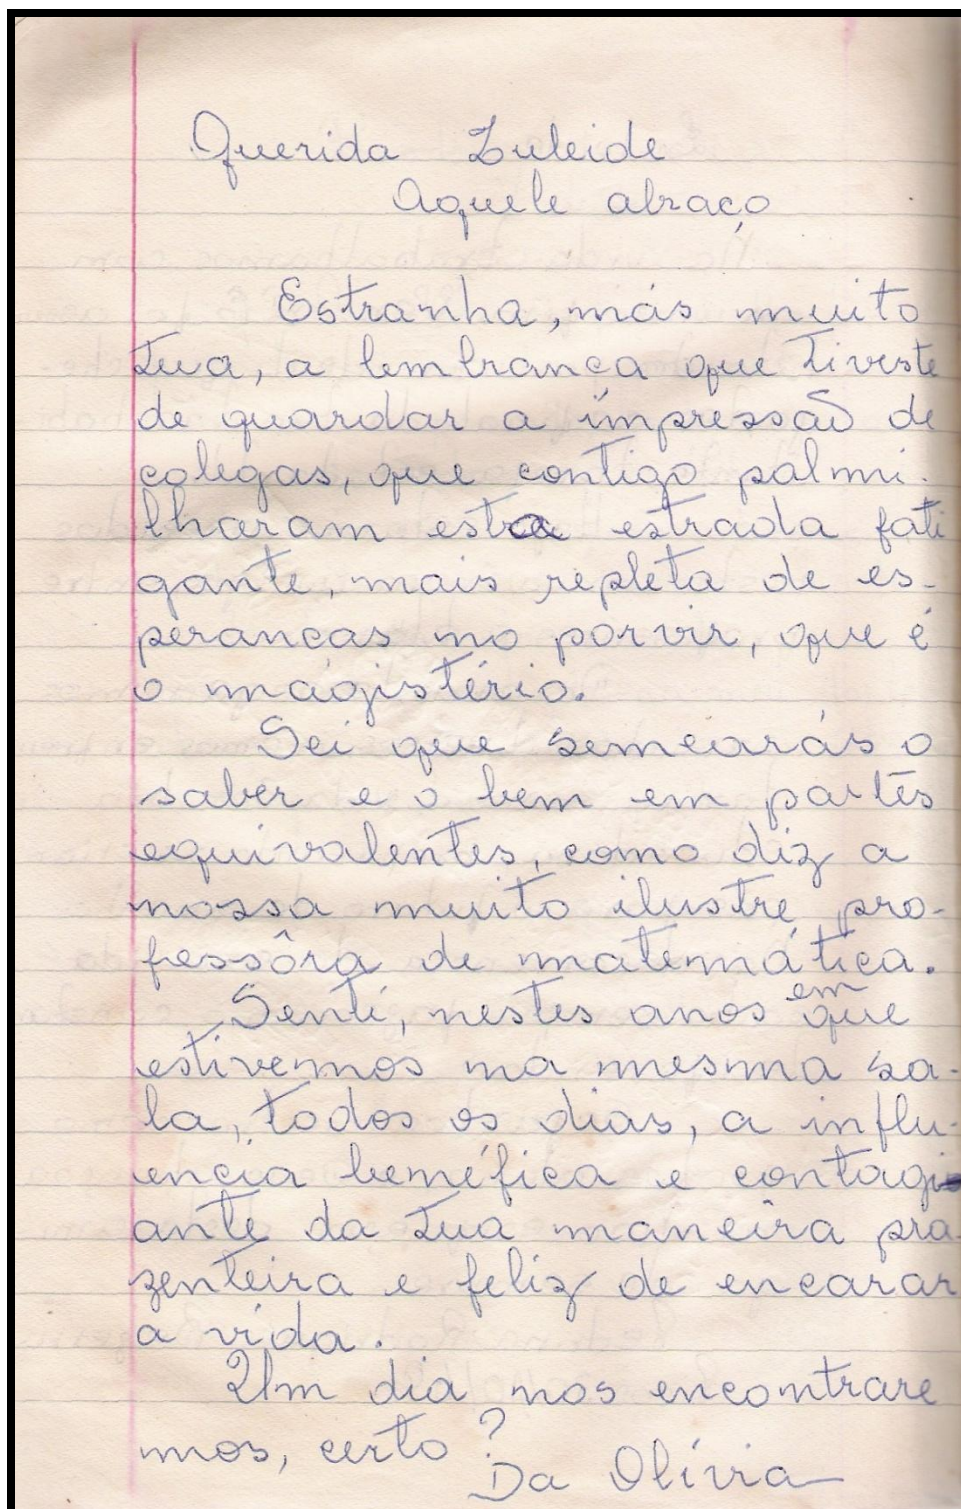 Querida Zuleide
Aquele abraço
Estranha, mas muito
tua, a lembrança que tiveste
de guardar a impressão de
colegas, que contigo palmi-
lharam esta estrada fati
gante, mais repleta de es-
perancas no porvir, que é
o magistério.
Sei que semearás o
saber e o bem em partes
equivalentes, como diz a
nossa muito ilustre pro-
fessôra de matemática.
Senti, nestes anos em que
estivemos na mesma sa-
la, todos os dias, a influ-
encia benéfica e contagi
ante da tua maneira pra
zenteira e feliz de encarar
a vida.
Um dia nos encontrare
mos, certo?
Da Olívia